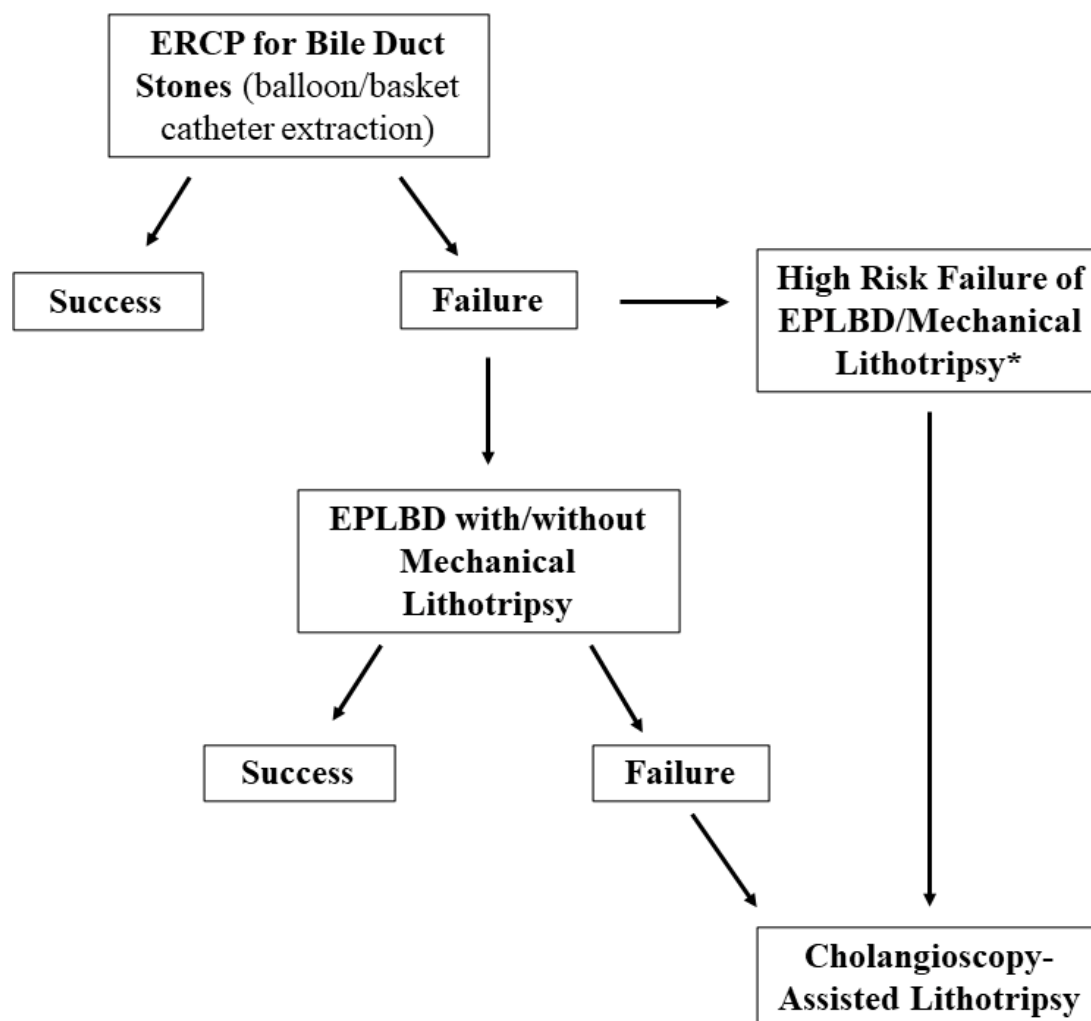 ERCP for Bile Duct
Stones (balloon/basket
catheter extraction)
Success
Failure
High Risk Failure of
EPLBD/Mechanical
Lithotripsy*
EPLBD with/without
Mechanical
Lithotripsy
Success
Failure
Cholangioscopy-
Assisted Lithotripsy